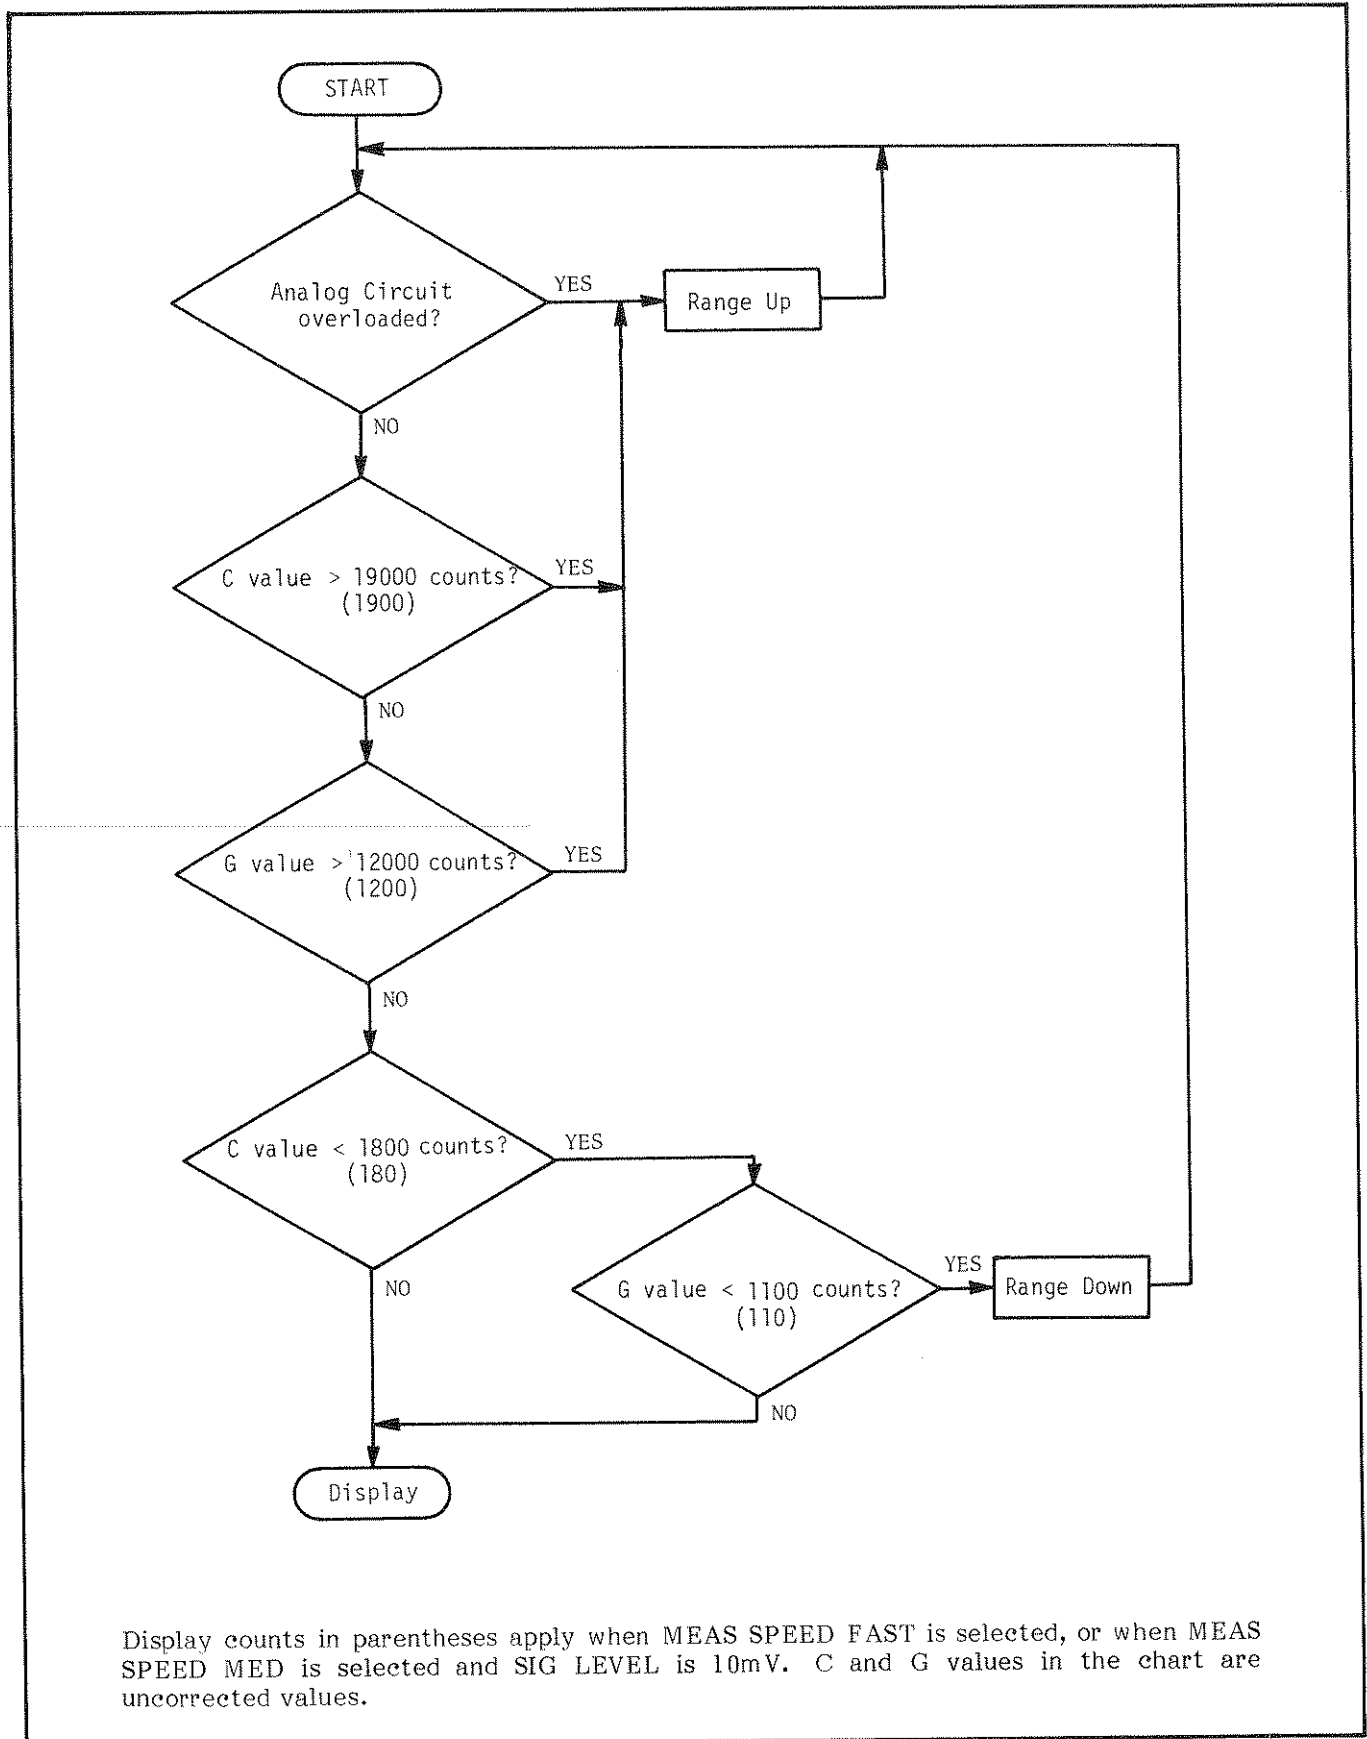 START
Analog Circuit
overloaded?
YES
Range Up
NO
C value > 19000 counts?
(1900)
YES
NO
G value > 12000 counts?
(1200)
YES
NO
C value < 1800 counts?
(180)
YES
NO
G value < 1100 counts?
(110)
YES
Range Down
NO
Display
Display counts in parentheses apply when MEAS SPEED FAST is selected, or when MEAS
SPEED MED is selected and SIG LEVEL is 10mV. C and G values in the chart are
uncorrected values.